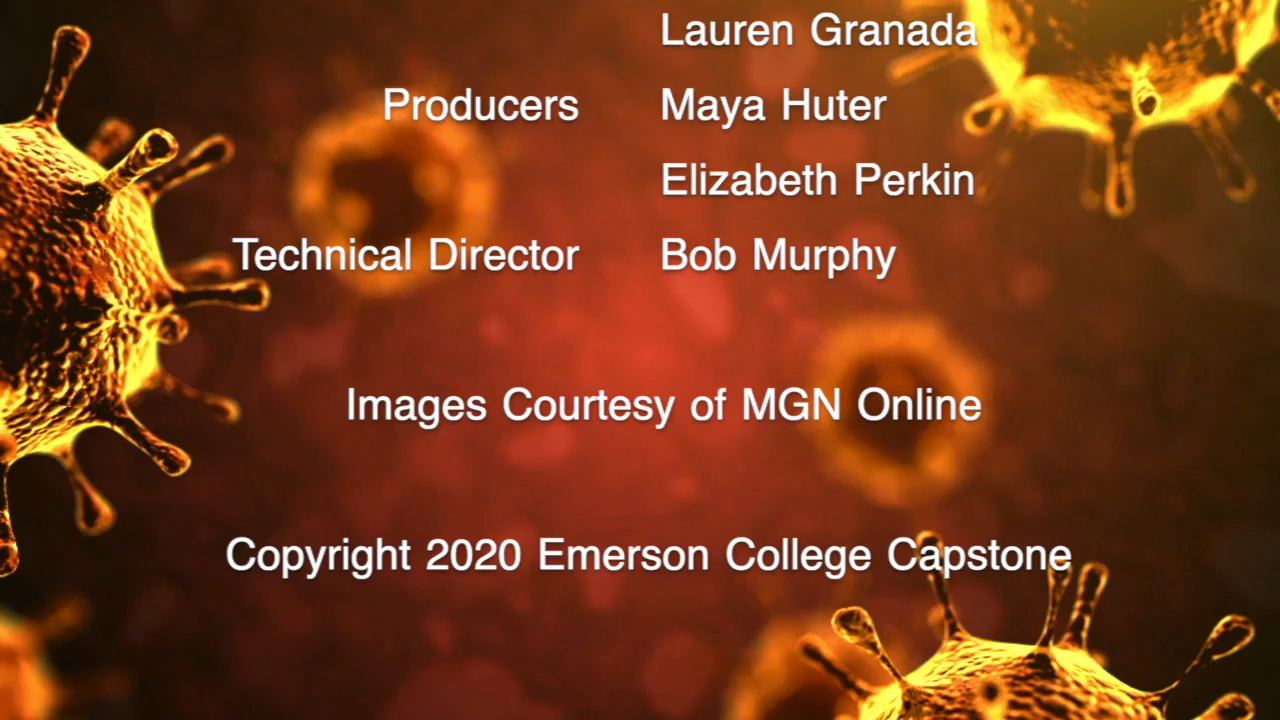 Lauren Granada
Producers Maya Huter
Elizabeth Perkin
Technical Director Bob Murphy
Images Courtesy of MGN Online
Copyright 2020 Emerson College Capstone